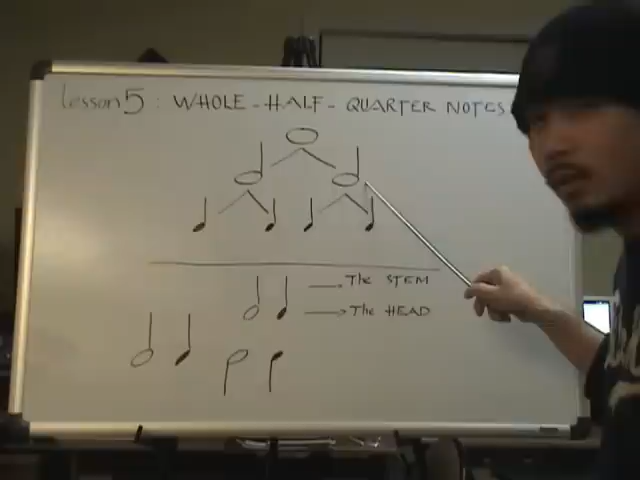 Lesson 5 : WHOLE - HALF - QUARTER NOTES
The STEM
The HEAD